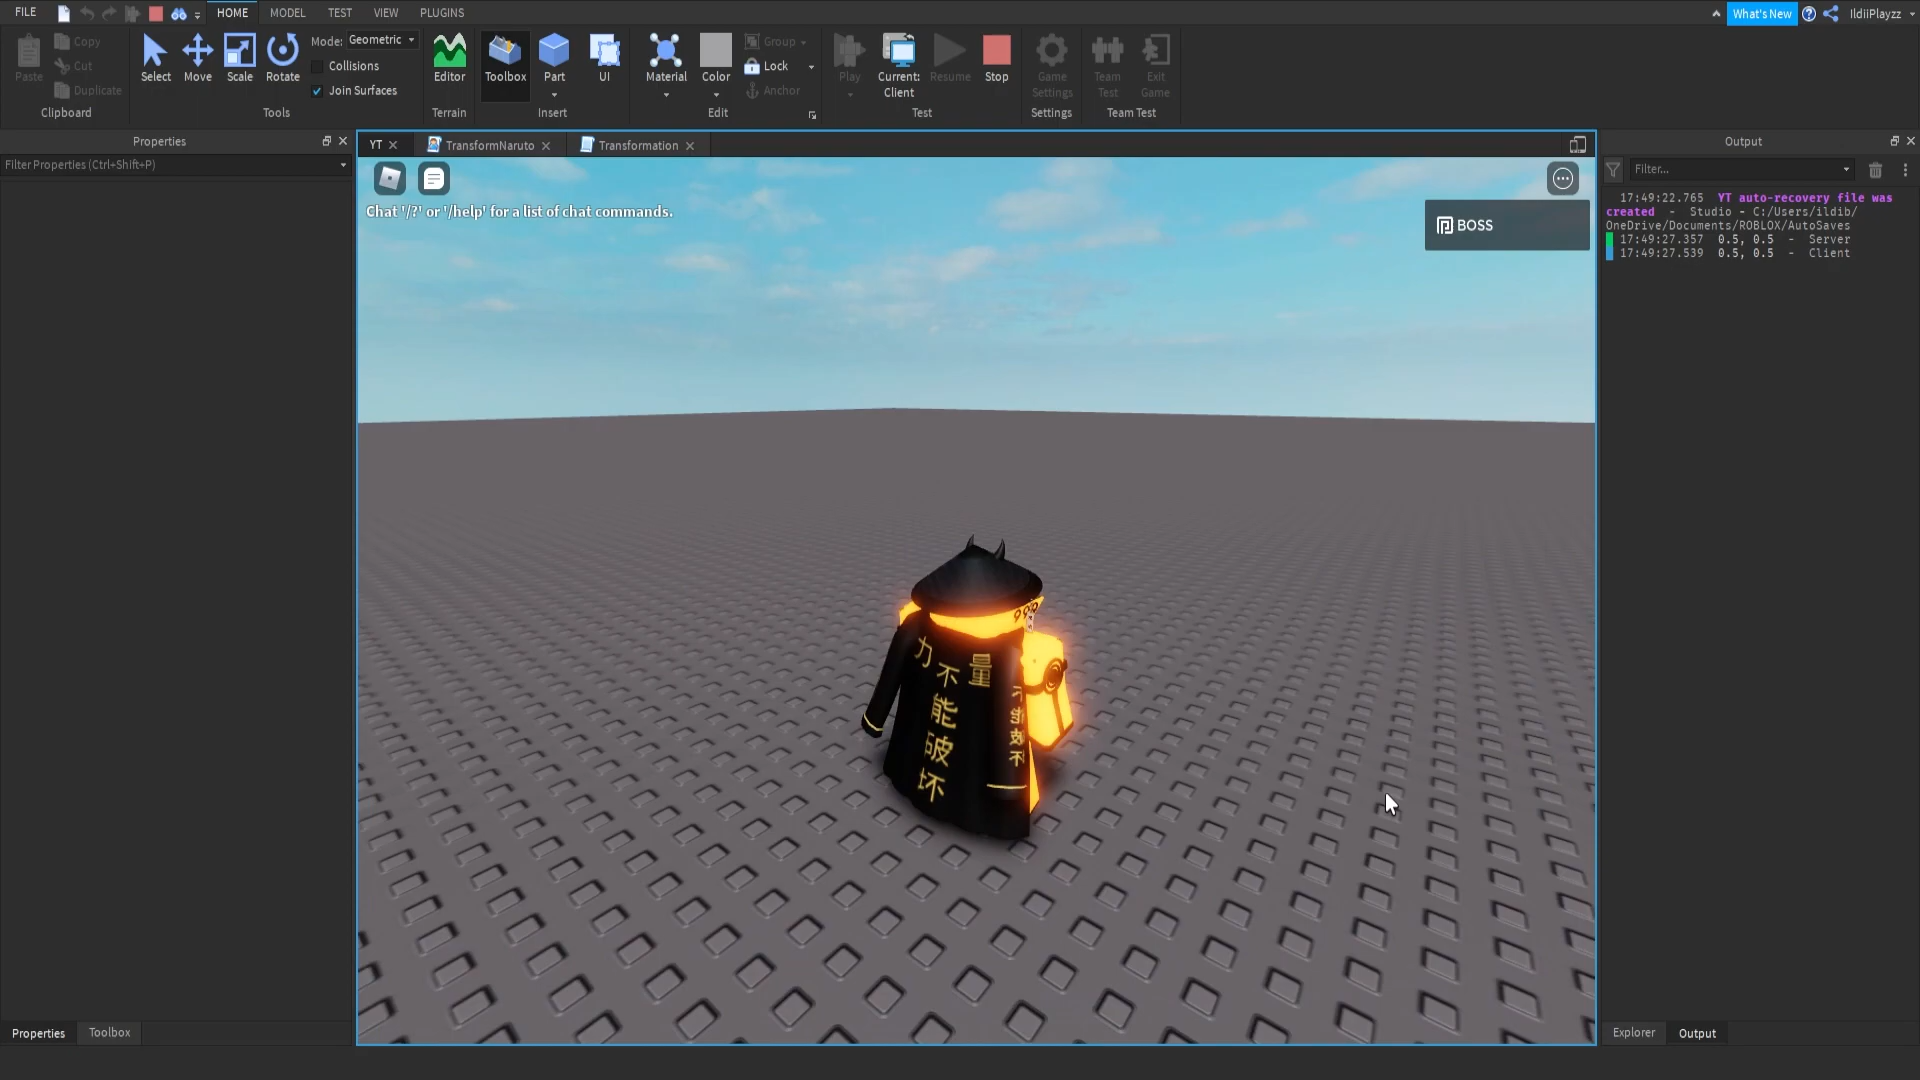 FILE
HOME
MODEL
TEST
VIEW
PLUGINS
What's New
IldiiPlayzz
Paste
Copy
Cut
Duplicate
Clipboard
Select
Move
Scale
Rotate
Mode: Geometric
Collisions
Join Surfaces
Tools
Editor
Terrain
Toolbox
Part
UI
Insert
Material
Color
Group
Lock
Anchor
Edit
Play
Current:
Client
Resume
Stop
Test
Game
Settings
Settings
Team
Test
Exit
Game
Team Test
Properties
Filter Properties (Ctrl+Shift+P)
YT
TransformNaruto
Transformation
Chat '/?' or '/help' for a list of chat commands.
BOSS
力不能破坏
量
Output
Filter...
17:49:22.765 YT auto-recovery file was
created - Studio - C:/Users/ildib/
OneDrive/Documents/ROBLOX/AutoSaves
17:49:27.357 0.5, 0.5 - Server
17:49:27.539 0.5, 0.5 - Client
Properties
Toolbox
Explorer
Output